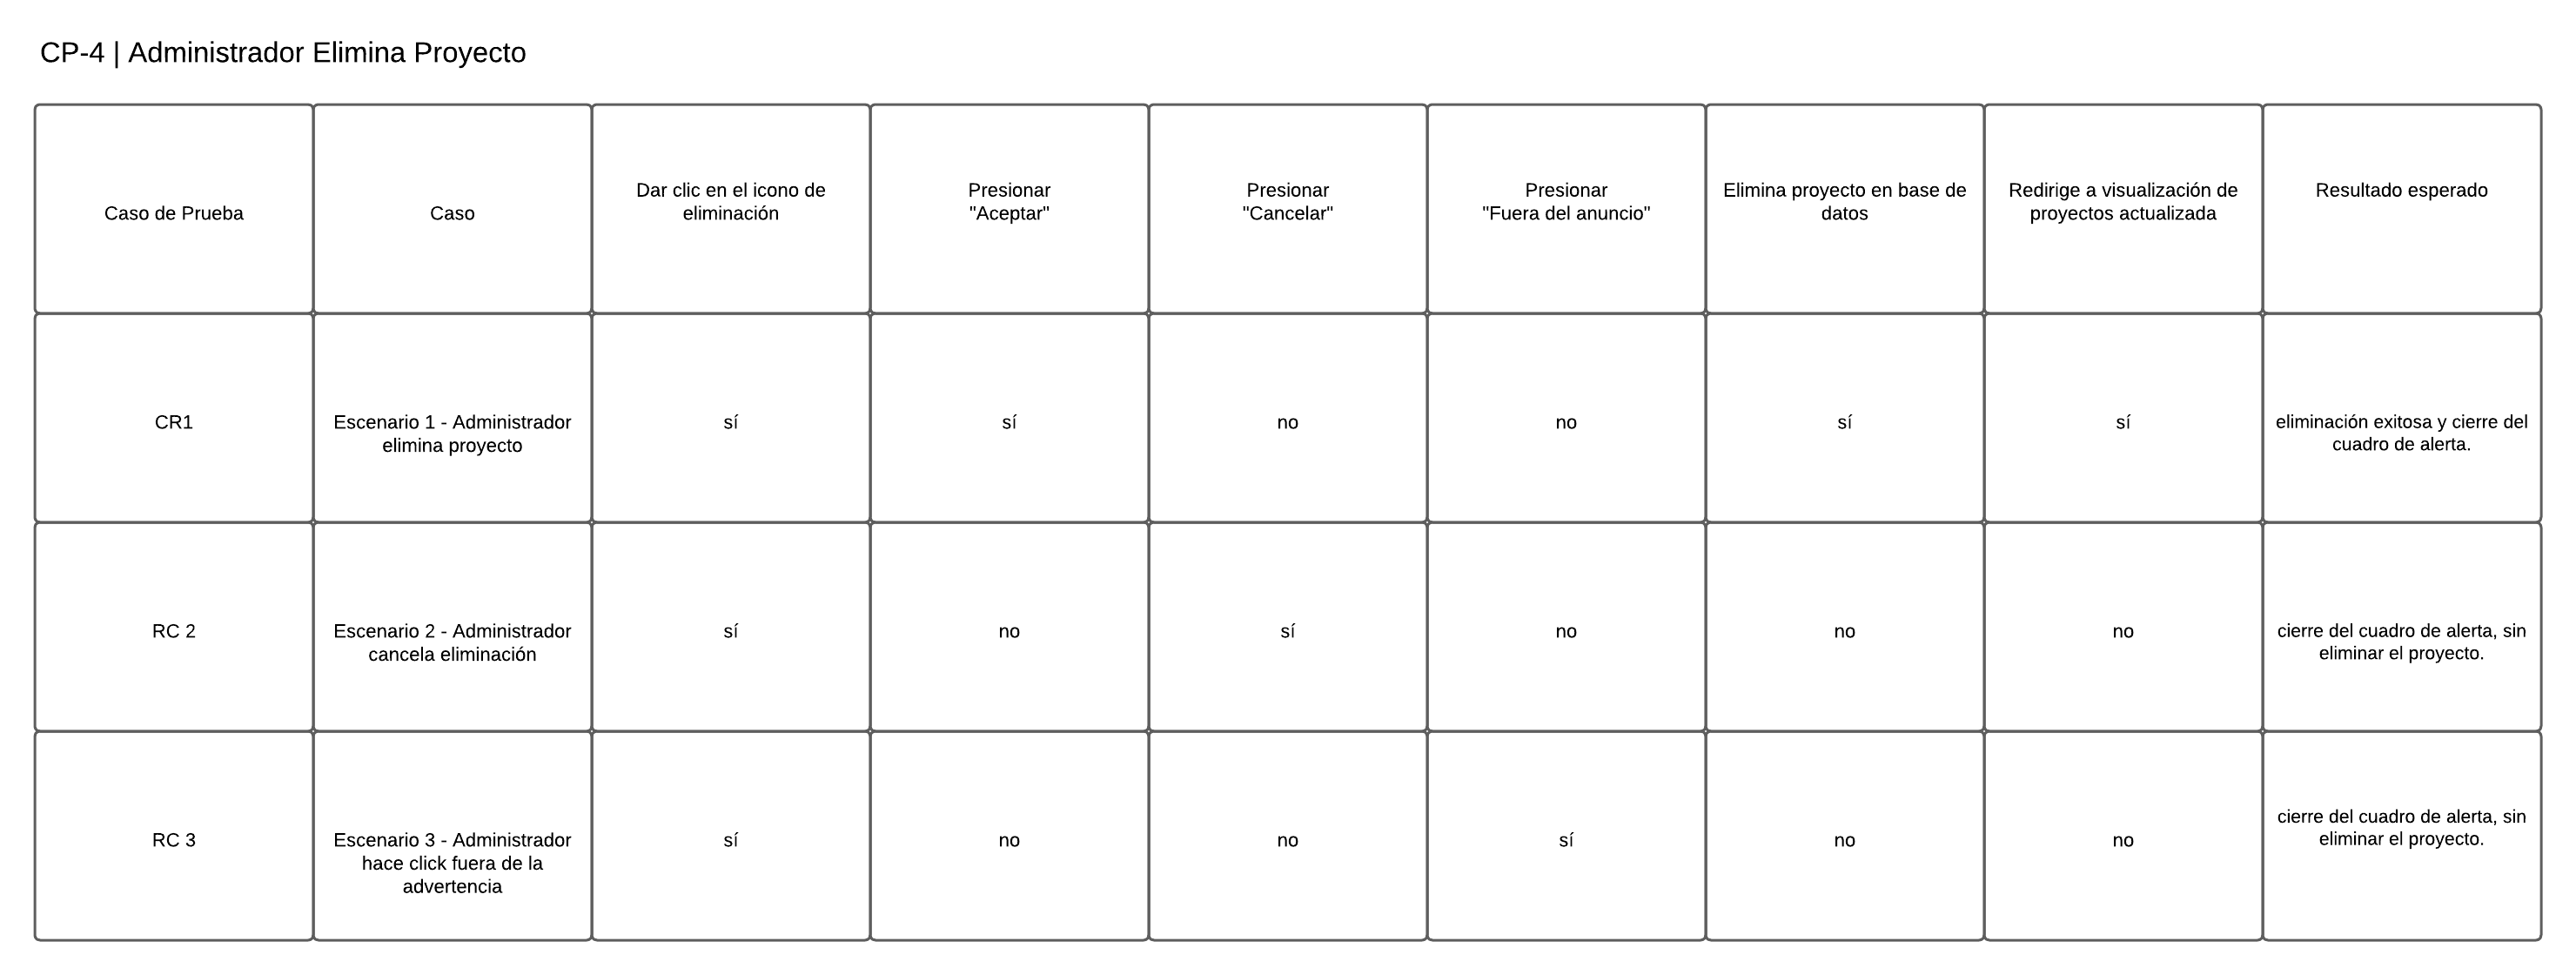 CP-4 | Administrador Elimina Proyecto
Caso de Prueba
Caso
Dar clic en el icono de
eliminación
Presionar
"Aceptar"
Presionar
"Cancelar"
Presionar
"Fuera del anuncio"
Elimina proyecto en base de
datos
Redirige a visualización de
proyectos actualizada
Resultado esperado
CR1
Escenario 1 - Administrador
elimina proyecto
sí
sí
no
no
sí
sí
eliminación exitosa y cierre del
cuadro de alerta.
RC 2
Escenario 2 - Administrador
cancela eliminación
sí
no
sí
no
no
no
cierre del cuadro de alerta, sin
eliminar el proyecto.
RC 3
Escenario 3 - Administrador
hace click fuera de la
advertencia
sí
no
no
sí
no
no
cierre del cuadro de alerta, sin
eliminar el proyecto.